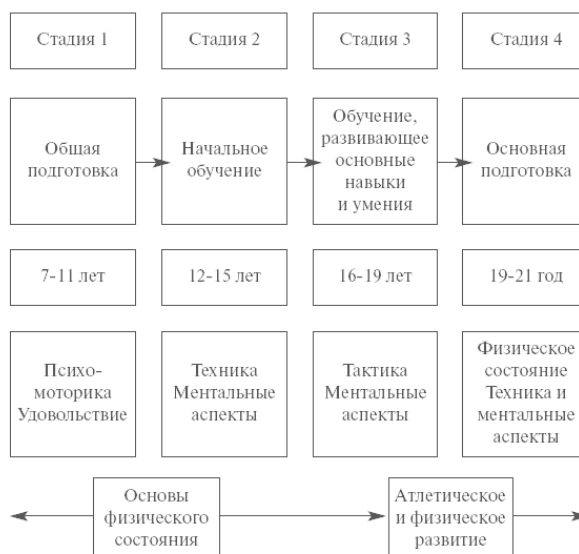 Стадия 1
Стадия 2
Стадия 3
Стадия 4
Общая
подготовка
Начальное
обучение
Обучение,
развивающее
основные
навыки
и умения
Основная
подготовка
7-11 лет
12-15 лет
16-19 лет
19-21 год
Психо-
моторика
Удовольствие
Техника
Ментальные
аспекты
Тактика
Ментальные
аспекты
Физическое
состояние
Техника и
ментальные
аспекты
Основы
физического
состояния
Атлетическое
и физическое
развитие